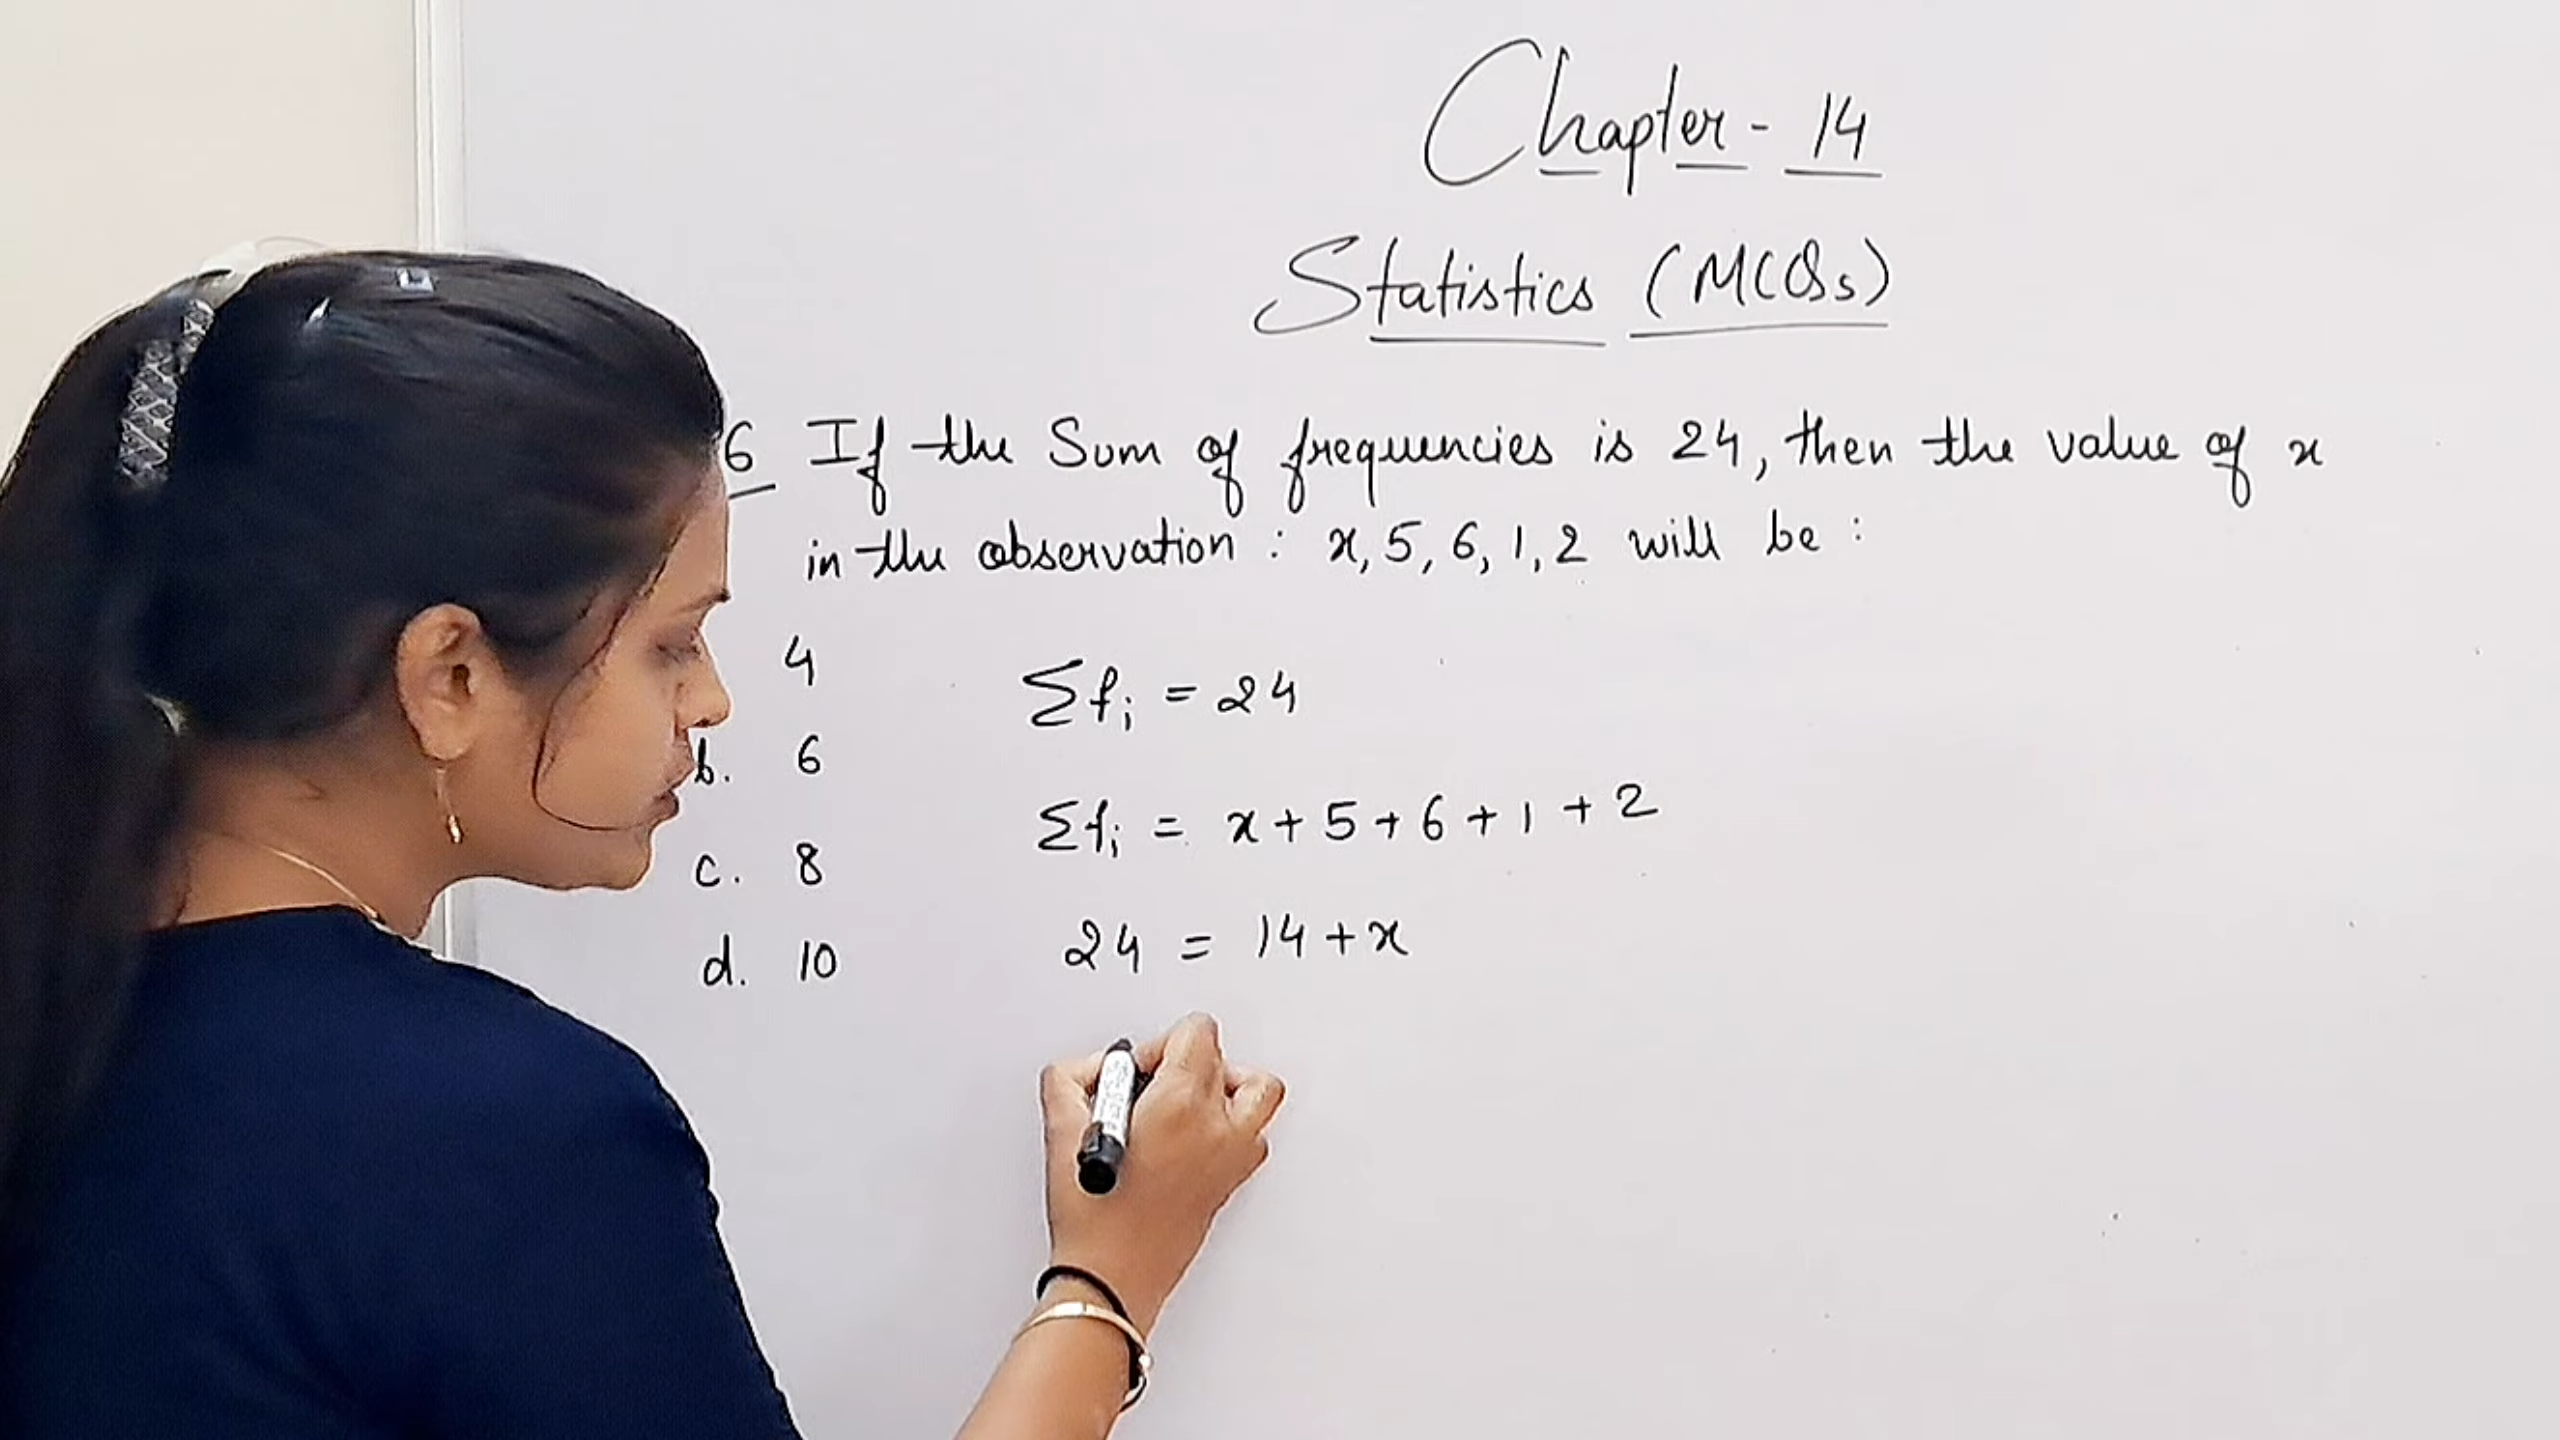 Chapter - 14
Statistics (MCQs)
6 If the Sum of frequencies is 24, then the value of x
in the observation : x, 5, 6, 1, 2 will be :
4
b. 6
c. 8
d. 10
Σfi = 24
Σfi = x + 5 + 6 + 1 + 2
24 = 14 + x